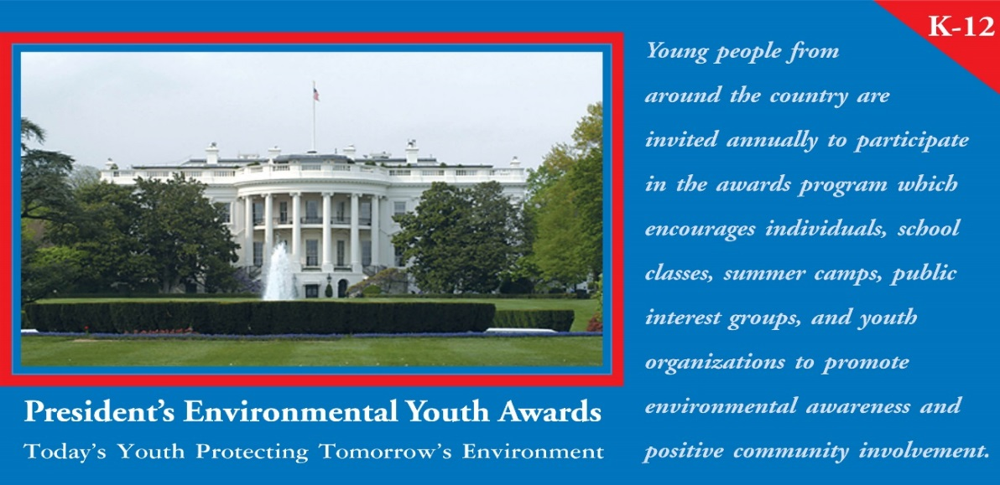 K-12
Young people from
around the country are
invited annually to participate
in the awards program which
encourages individuals, school
classes, summer camps, public
interest groups, and youth
organizations to promote
environmental awareness and
positive community involvement.
President's Environmental Youth Awards
Today's Youth Protecting Tomorrow's Environment